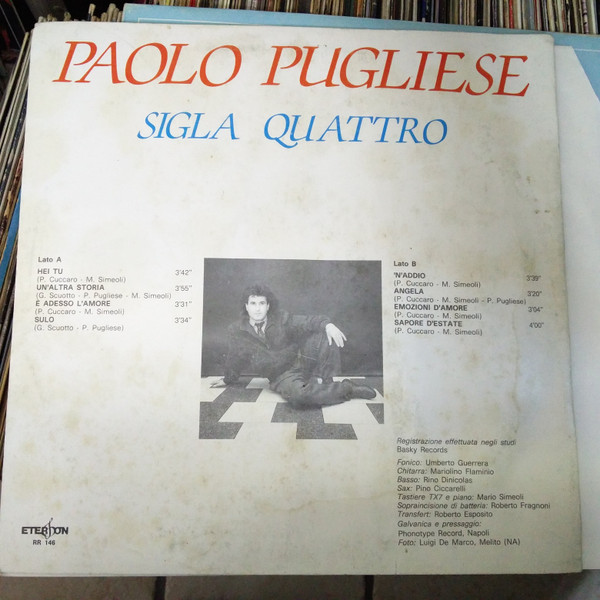 PAOLO PUGLIESE
SIGLA QUATTRO
Lato A
HEI TU 3'42"
(P. Cuccaro - M. Simeoli)
UN'ALTRA STORIA 3'55"
(G. Scuotto - P. Pugliese - M. Simeoli)
È ADESSO L'AMORE 3'31"
(P. Cuccaro - M. Simeoli)
SULO 3'34"
(G. Scuotto - P. Pugliese)
Lato B
'N'ADDIO 3'39"
(P. Cuccaro - M. Simeoli)
ANGELA 3'20"
(P. Cuccaro - M. Simeoli - P. Pugliese)
EMOZIONI D'AMORE 3'04"
(P. Cuccaro - M. Simeoli)
SAPORE D'ESTATE 4'00"
(P. Cuccaro - M. Simeoli)
Registrazione effettuata negli studi
Basky Records
Fonico: Umberto Guerrera
Chitarra: Mariolino Flaminio
Basso: Rino Dinicolas
Sax: Pino Ciccarelli
Tastiere TX7 e piano: Mario Simeoli
Sopraincisione di batteria: Roberto Fragnoni
Transfert: Roberto Esposito
Galvanica e pressaggio:
Phonotype Record, Napoli
Foto: Luigi De Marco, Melito (NA)
ETERSON
RR 146